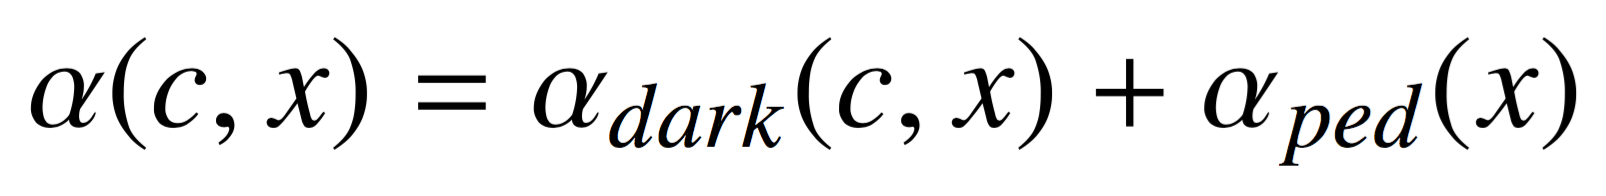 α(c, x) = α_dark(c, x) + α_ped(x)